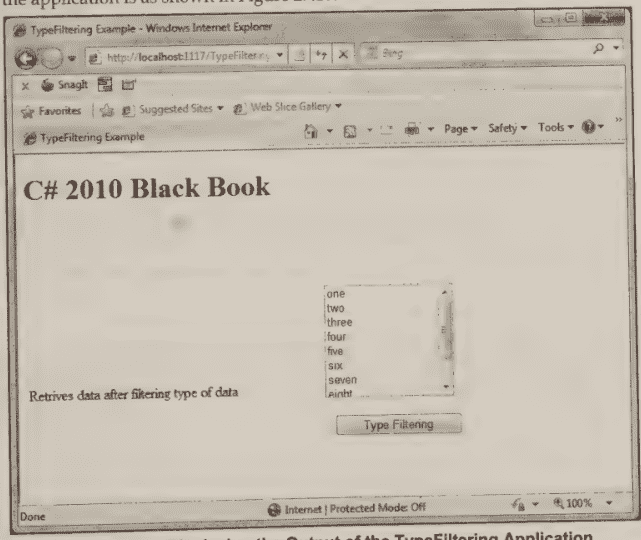 the application is as shown in Figure
TypeFiltering Example - Windows Internet Explorer
http://localhost:1117/TypeFiltering
Bing
SnagIt
Favorites Suggested Sites Web Slice Gallery
TypeFiltering Example Page Safety Tools
C# 2010 Black Book
one
two
three
four
five
six
seven
eight
Retrives data after filtering type of data
Type Filtering
Done Internet | Protected Mode: Off 100%
the Output of the TypeFiltering Application